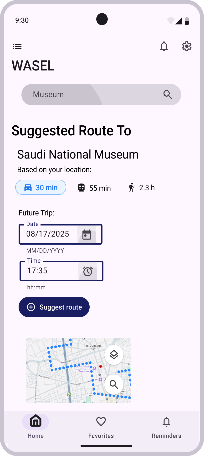 9:30
WASEL
Museum
Suggested Route To
Saudi National Museum
Based on your location:
30 min 55 min 2.3 h
Future Trip:
Date
08/17/2025
MM/DD/YYYY
Time
17:35
hh:mm
Suggest route
Home Favorites Reminders